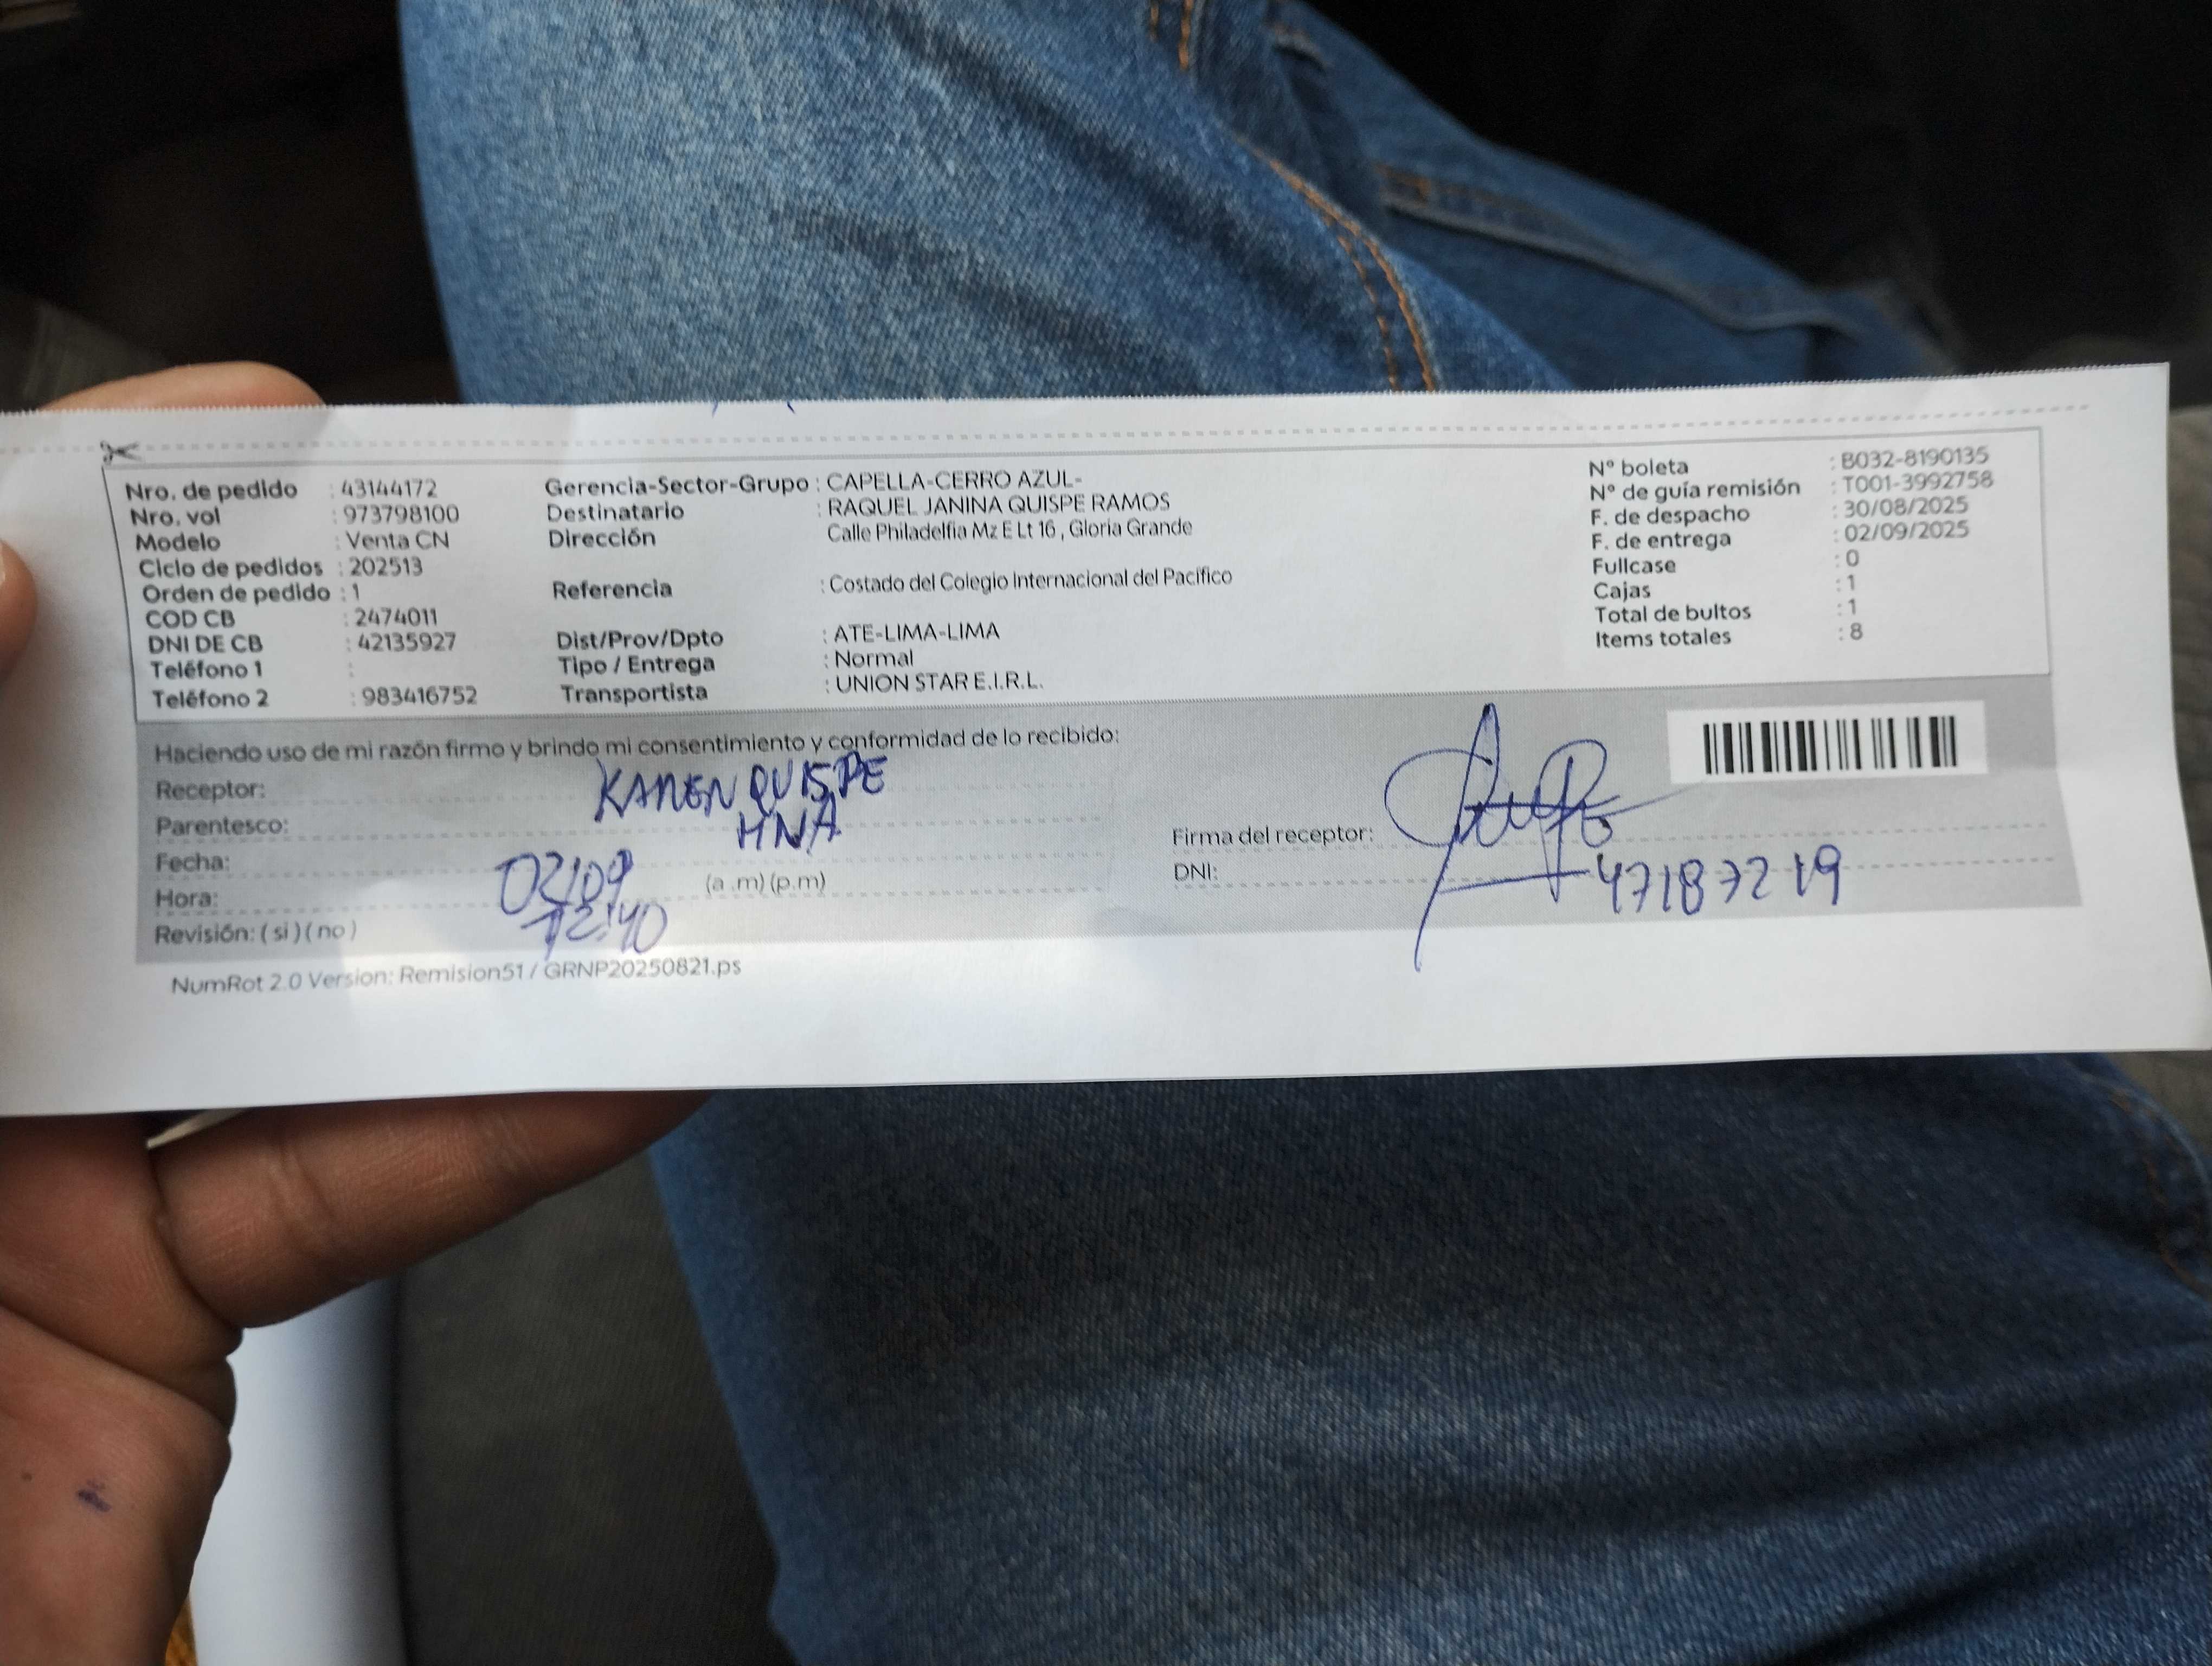 Nro. de pedido : 43144172
Nro. vol : 973798100
Modelo : Venta CN
Ciclo de pedidos : 202513
Orden de pedido : 1
COD CB : 2474011
DNI DE CB : 42135927
Teléfono 1 :
Teléfono 2 : 983416752
Gerencia-Sector-Grupo : CAPELLA-CERRO AZUL-
Destinatario : RAQUEL JANINA QUISPE RAMOS
Dirección Calle Philadelfia Mz E Lt 16 , Gloria Grande
Referencia : Costado del Colegio Internacional del Pacífico
Dist/Prov/Dpto : ATE-LIMA-LIMA
Tipo / Entrega : Normal
Transportista : UNION STAR E.I.R.L.
N° boleta : B032-8190135
N° de guía remisión : T001-3992758
F. de despacho : 30/08/2025
F. de entrega : 02/09/2025
Fullcase : 0
Cajas : 1
Total de bultos : 1
Items totales : 8
Haciendo uso de mi razón firmo y brindo mi consentimiento y conformidad de lo recibido:
Receptor: KAREN QUISPE
Parentesco: HNA
Fecha: 02/09
Hora: 12:40 (a .m) (p.m)
Revisión: ( si ) ( no )
Firma del receptor:
DNI: 47187219
NumRot 2.0 Version: Remision51 / GRNP20250821.ps